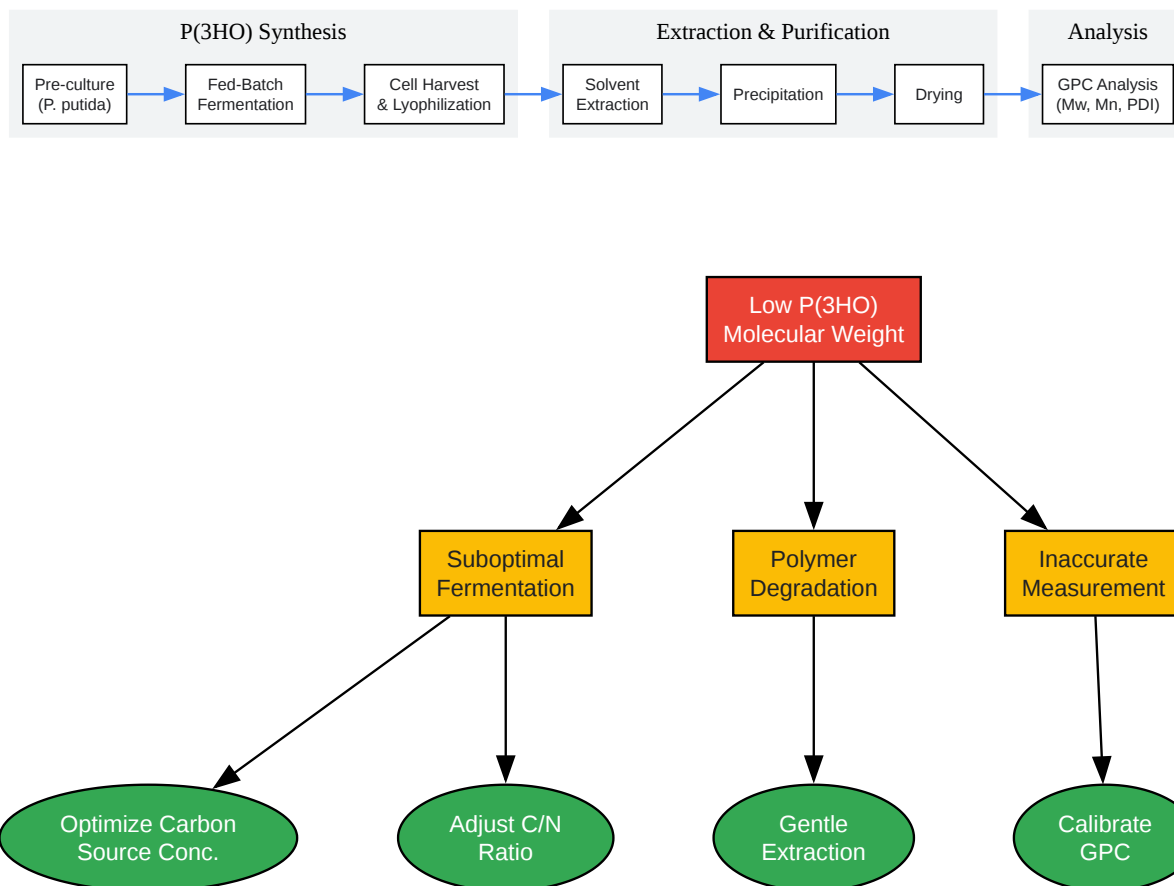 P(3HO) Synthesis
Extraction & Purification
Analysis
Pre-culture
(P. putida)
Fed-Batch
Fermentation
Cell Harvest
& Lyophilization
Solvent
Extraction
Precipitation
Drying
GPC Analysis
(Mw, Mn, PDI)
Low P(3HO)
Molecular Weight
Suboptimal
Fermentation
Polymer
Degradation
Inaccurate
Measurement
Optimize Carbon
Source Conc.
Adjust C/N
Ratio
Gentle
Extraction
Calibrate
GPC